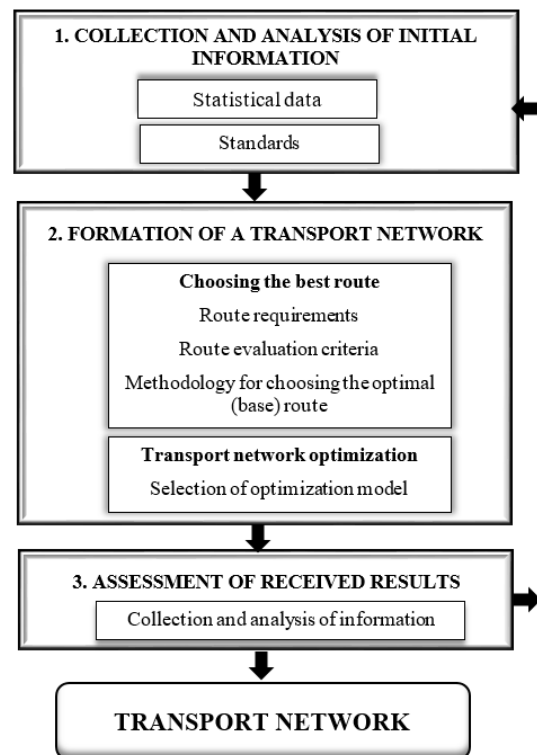 1. COLLECTION AND ANALYSIS OF INITIAL
INFORMATION
Statistical data
Standards
2. FORMATION OF A TRANSPORT NETWORK
Choosing the best route
Route requirements
Route evaluation criteria
Methodology for choosing the optimal
(base) route
Transport network optimization
Selection of optimization model
3. ASSESSMENT OF RECEIVED RESULTS
Collection and analysis of information
TRANSPORT NETWORK